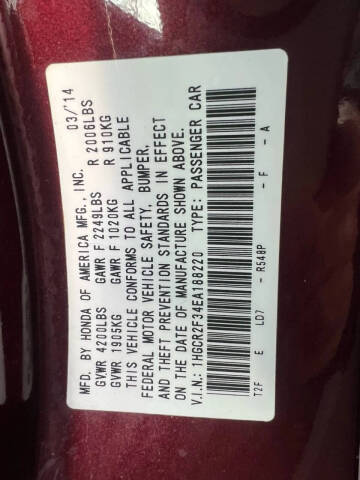 MFD. BY HONDA OF AMERICA MFG., INC. 03/'14
GVWR 4200LBS GAWR F 2249LBS R 2006LBS
GVWR 1905KG GAWR F 1020KG R 910KG
THIS VEHICLE CONFORMS TO ALL APPLICABLE
FEDERAL MOTOR VEHICLE SAFETY, BUMPER,
AND THEFT PREVENTION STANDARDS IN EFFECT
ON THE DATE OF MANUFACTURE SHOWN ABOVE.
V.I.N.: 1HGCR2F34EA188220 TYPE: PASSENGER CAR
T2F E LD7 - R548P - F - A